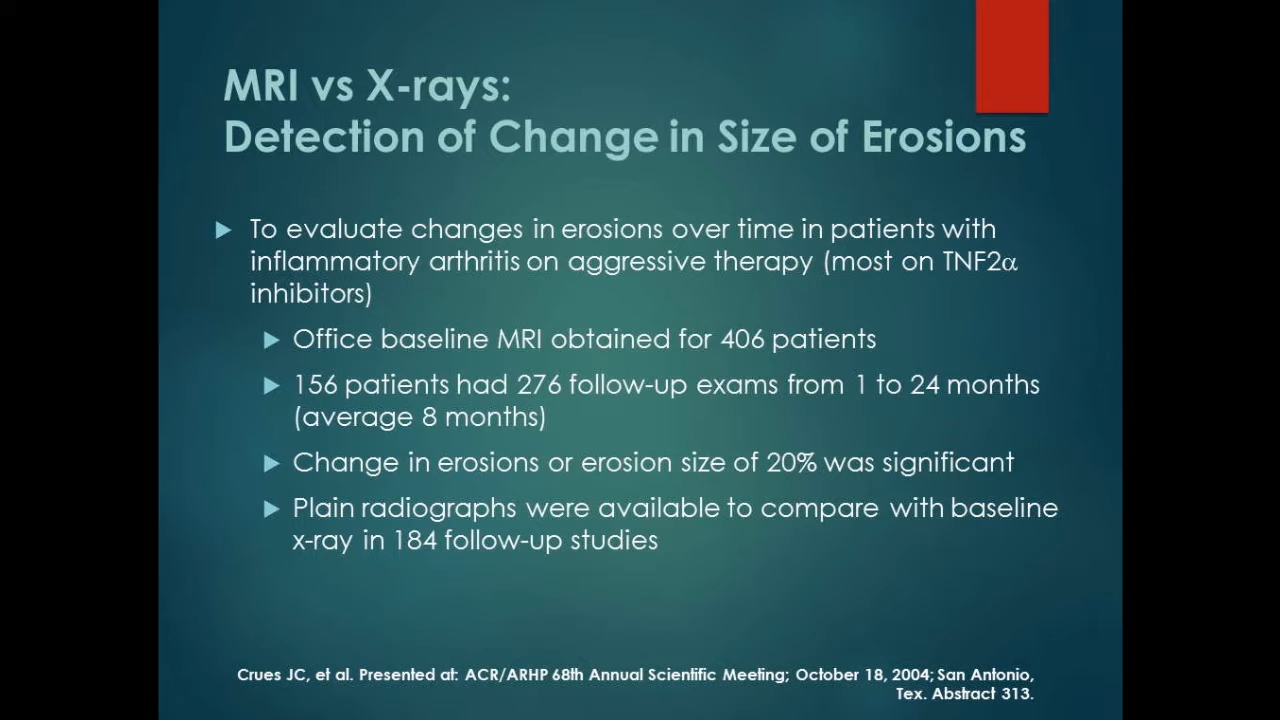 MRI vs X-rays:
Detection of Change in Size of Erosions
To evaluate changes in erosions over time in patients with
inflammatory arthritis on aggressive therapy (most on TNF2α
inhibitors)
Office baseline MRI obtained for 406 patients
156 patients had 276 follow-up exams from 1 to 24 months
(average 8 months)
Change in erosions or erosion size of 20% was significant
Plain radiographs were available to compare with baseline
x-ray in 184 follow-up studies
Crues JC, et al. Presented at: ACR/ARHP 68th Annual Scientific Meeting; October 18, 2004; San Antonio,
Tex. Abstract 313.